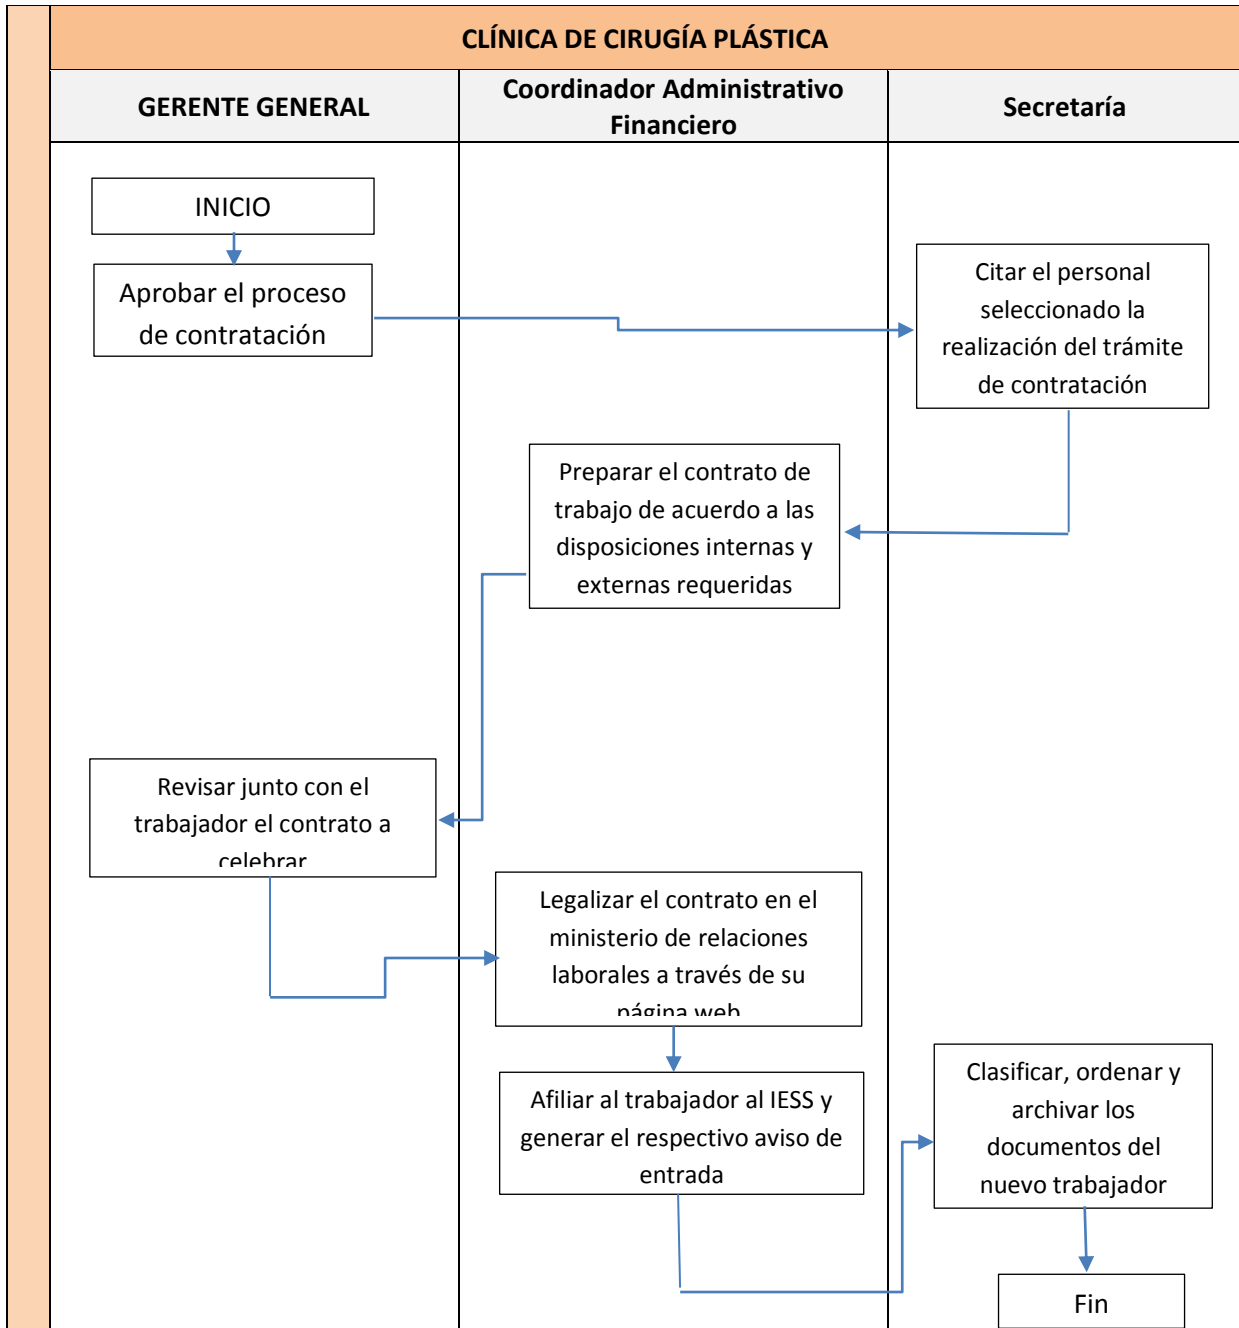 CLÍNICA DE CIRUGÍA PLÁSTICA
GERENTE GENERAL
Coordinador Administrativo
Financiero
Secretaría
INICIO
Aprobar el proceso
de contratación
Citar el personal
seleccionado la
realización del trámite
de contratación
Preparar el contrato de
trabajo de acuerdo a las
disposiciones internas y
externas requeridas
Revisar junto con el
trabajador el contrato a
celebrar
Legalizar el contrato en el
ministerio de relaciones
laborales a través de su
página web
Afiliar al trabajador al IESS y
generar el respectivo aviso de
entrada
Clasificar, ordenar y
archivar los
documentos del
nuevo trabajador
Fin